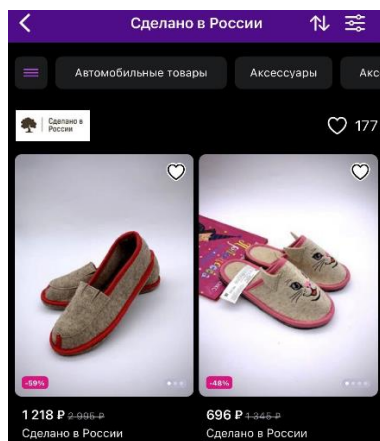 Сделано в России
Автомобильные товары
Аксессуары
Акс
Сделано в
России
177
-59%
-48%
1 218 ₽ 2 995 ₽
696 ₽ 1 345 ₽
Сделано в России
Сделано в России